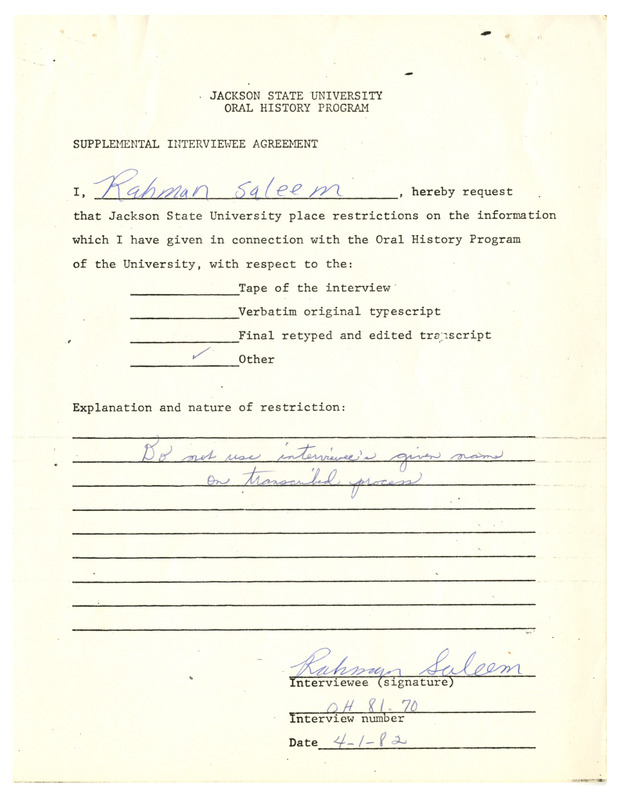 JACKSON STATE UNIVERSITY
ORAL HISTORY PROGRAM
SUPPLEMENTAL INTERVIEWEE AGREEMENT
I, Rahman Saleem, hereby request
that Jackson State University place restrictions on the information
which I have given in connection with the Oral History Program
of the University, with respect to the:
Tape of the interview
Verbatim original typescript
Final retyped and edited transcript
✓ Other
Explanation and nature of restriction:
Do not use interviewee's given name
on transcribed process
Rahman Saleem
Interviewee (signature)
OH 81.70
Interview number
Date 4-1-82